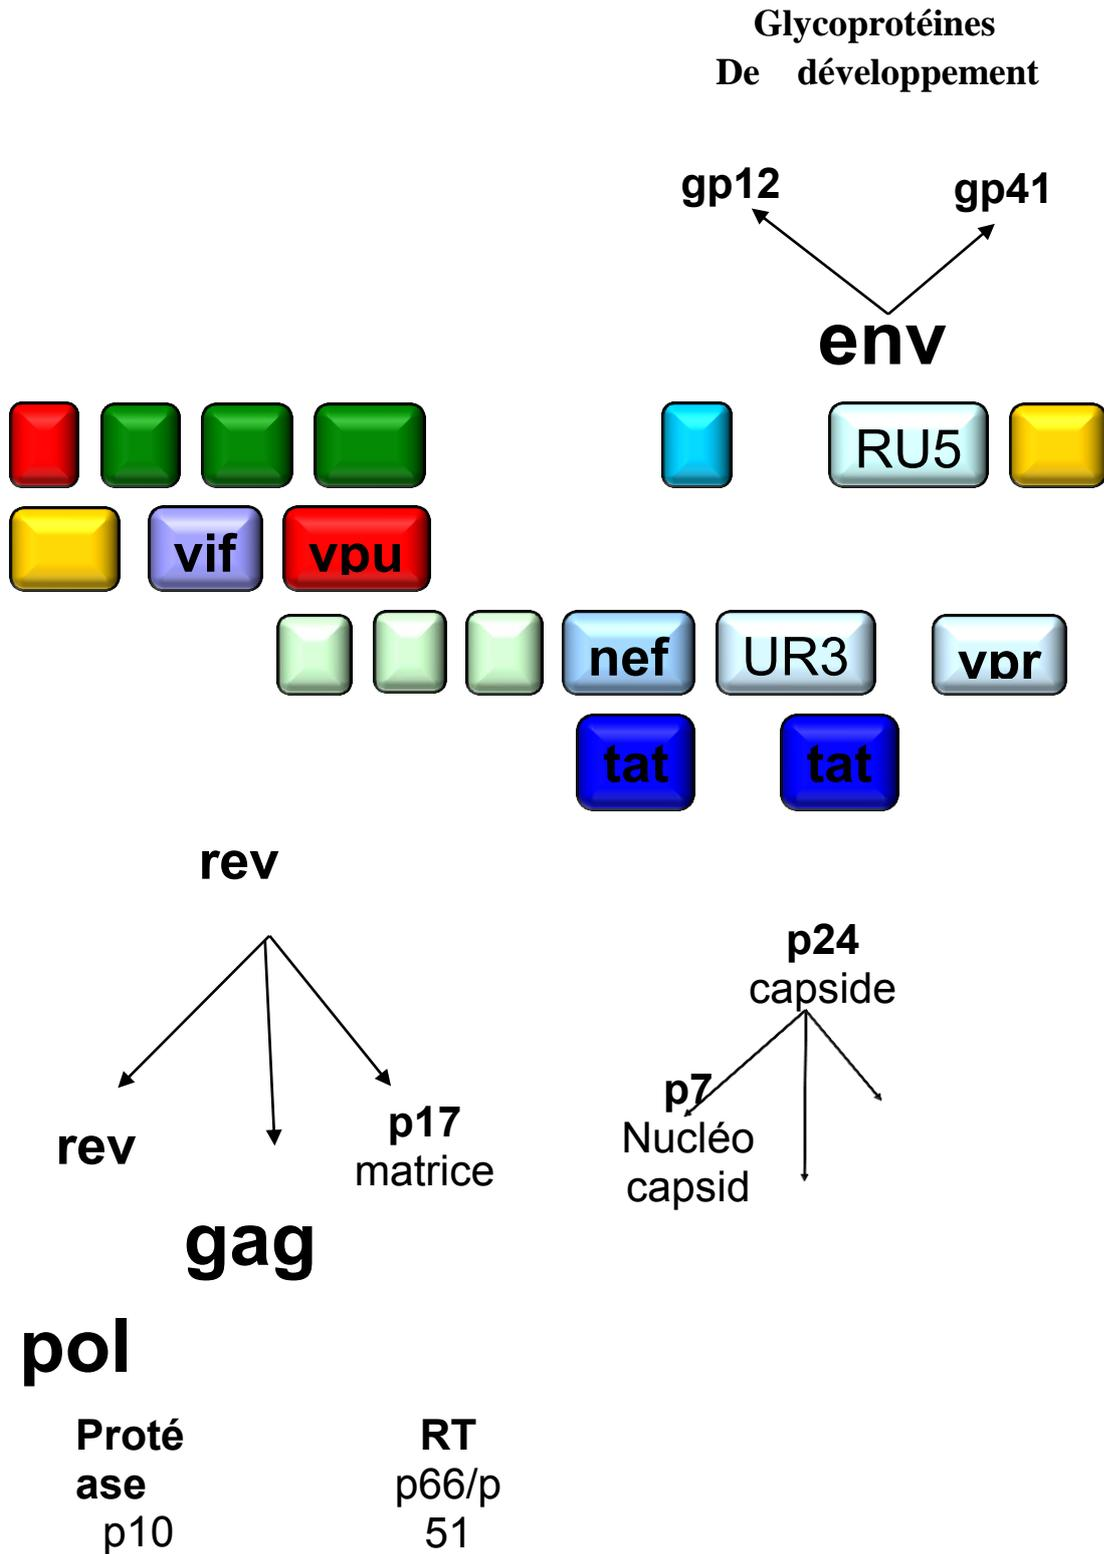 Glycoprotéines
De développement
gp12 gp41
env
RU5
vif vpu
nef UR3 vpr
tat tat
rev
p24
capside
p7
Nucléo
capsid
rev
p17
matrice
gag
pol
Proté
ase
p10
RT
p66/p
51